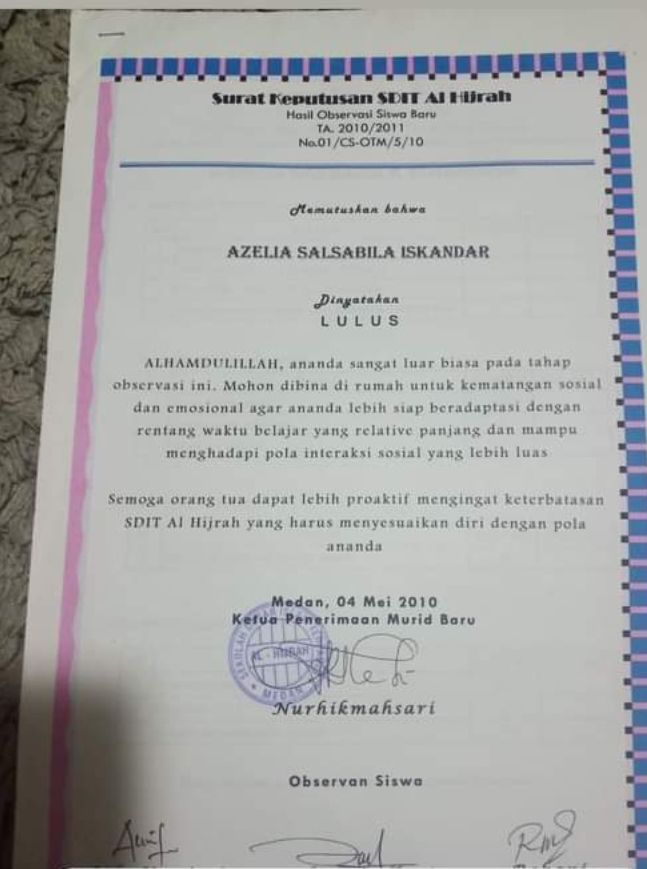 Surat Keputusan SDIT Al Hijrah
Hasil Observasi Siswa Baru
TA. 2010/2011
No.01/CS-OTM/5/10
Memutuskan bahwa
AZELIA SALSABILA ISKANDAR
Dinyatakan
LULUS
ALHAMDULILLAH, ananda sangat luar biasa pada tahap
observasi ini. Mohon dibina di rumah untuk kematangan sosial
dan emosional agar ananda lebih siap beradaptasi dengan
rentang waktu belajar yang relative panjang dan mampu
menghadapi pola interaksi sosial yang lebih luas
Semoga orang tua dapat lebih proaktif mengingat keterbatasan
SDIT Al Hijrah yang harus menyesuaikan diri dengan pola
ananda
Medan, 04 Mei 2010
Ketua Penerimaan Murid Baru
AL - HIJRAH
MEDAN
Nurhikmahsari
Observan Siswa